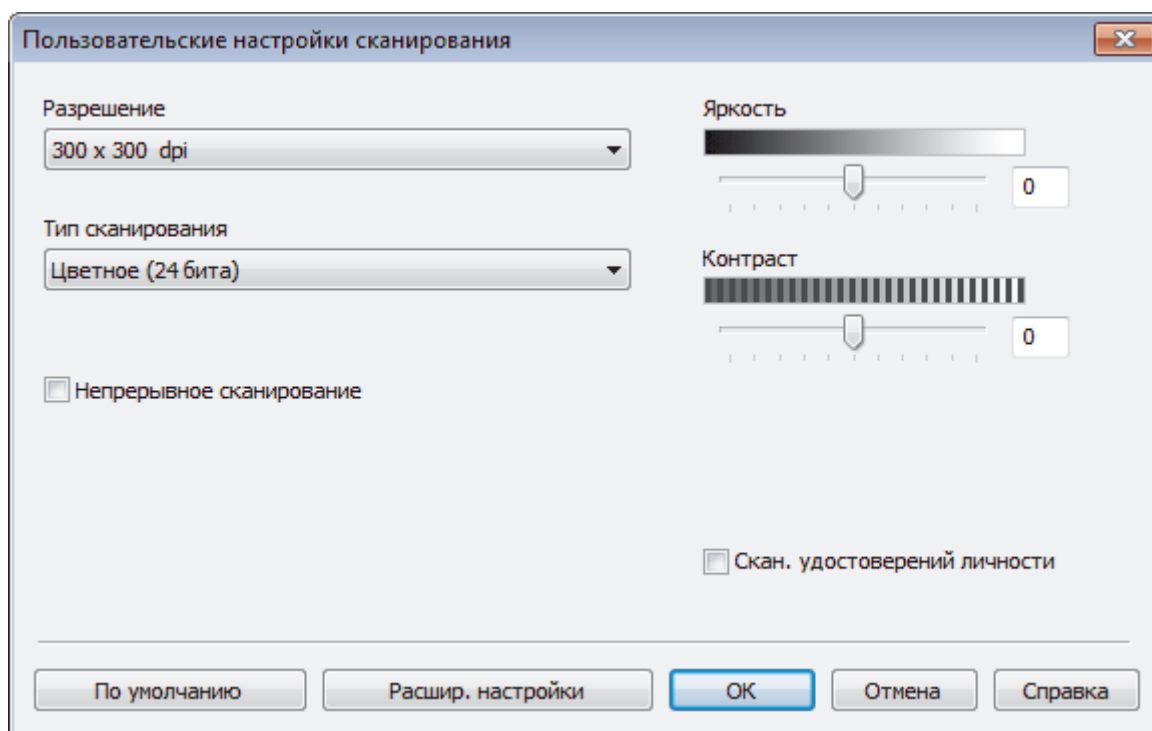 Пользовательские настройки сканирования
Разрешение
300 x 300 dpi
Тип сканирования
Цветное (24 бита)
Непрерывное сканирование
Яркость
0
Контраст
0
Скан. удостоверений личности
По умолчанию
Расшир. настройки
ОК
Отмена
Справка